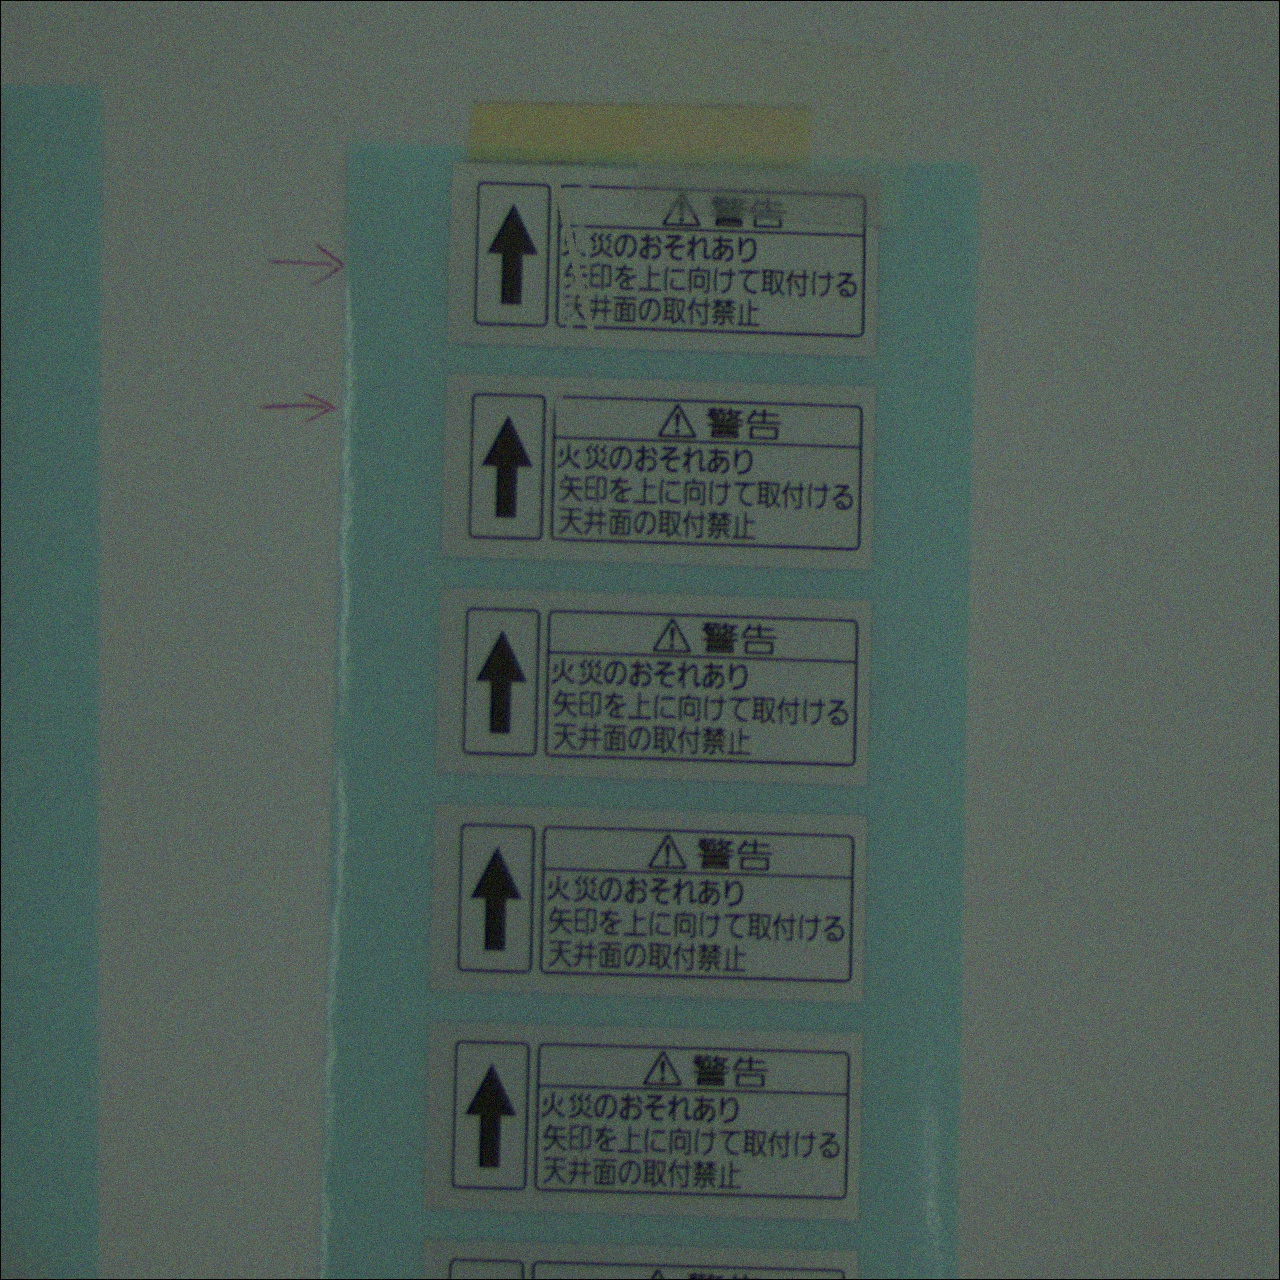 警告
災のおそれあり
印を上に向けて取付ける
井面の取付禁止
警告
火災のおそれあり
矢印を上に向けて取付ける
天井面の取付禁止
警告
火災のおそれあり
矢印を上に向けて取付ける
天井面の取付禁止
警告
火災のおそれあり
矢印を上に向けて取付ける
天井面の取付禁止
警告
火災のおそれあり
矢印を上に向けて取付ける
天井面の取付禁止